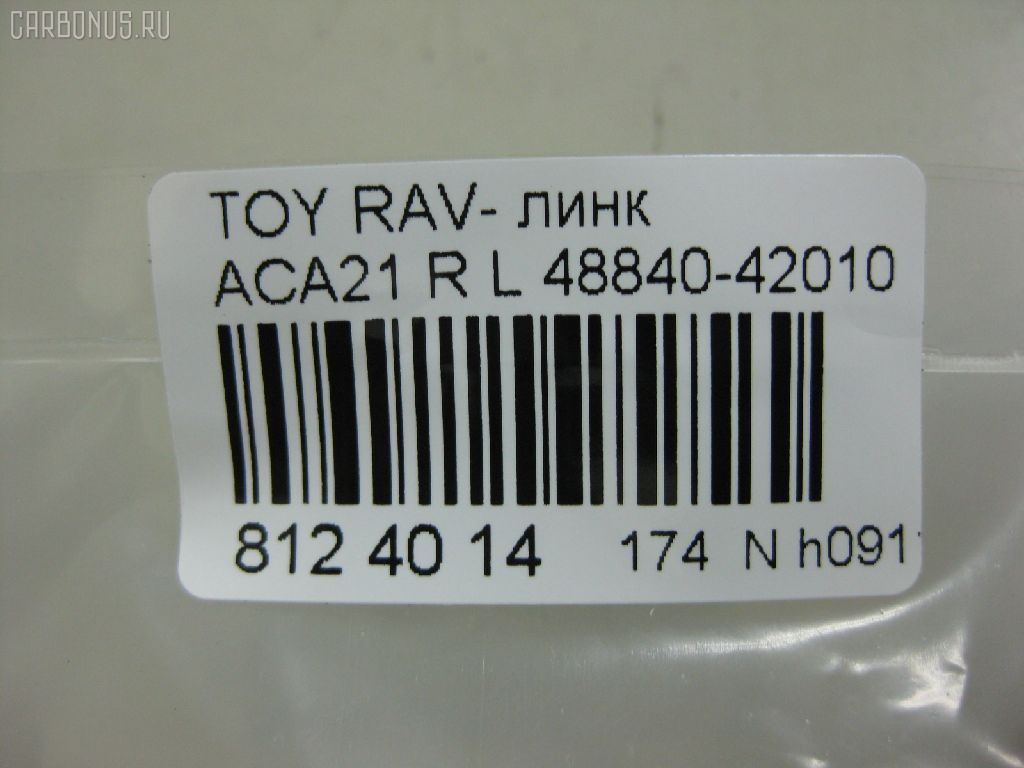 CARBONUS.RU
TOY RAV- линк
ACA21 R L 48840-42010
812 40 14 174 N h091